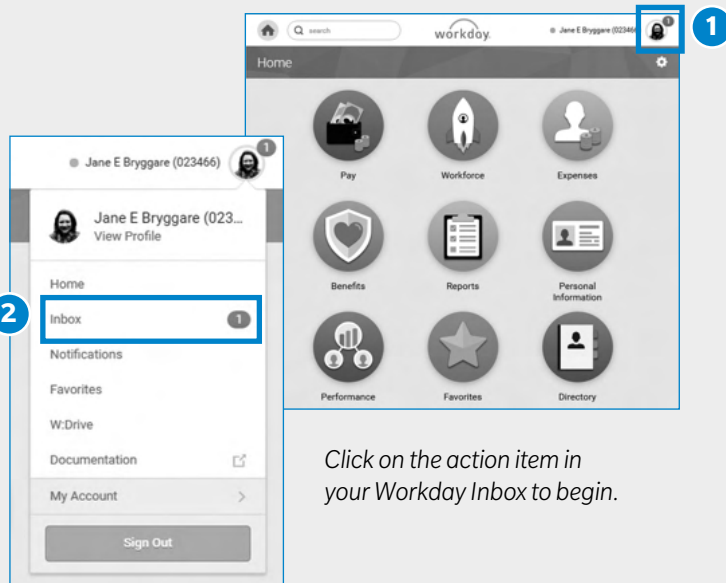 search
workday.
Jane E Bryggare (023466
1
1
Home
Pay
Workforce
Expenses
Benefits
Reports
Personal
Information
Performance
Favorites
Directory
Jane E Bryggare (023466)
1
Jane E Bryggare (023...
View Profile
Home
2
Inbox
1
Notifications
Favorites
W:Drive
Documentation
My Account
Sign Out
Click on the action item in
your Workday Inbox to begin.